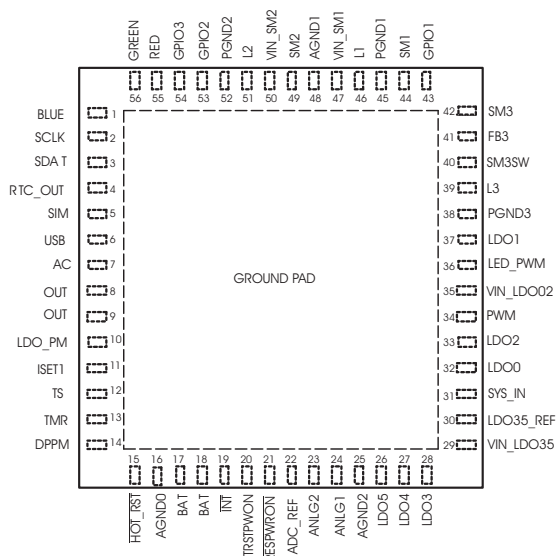 GREEN
RED
GPIO3
GPIO2
PGND2
L2
VIN_SM2
SM2
AGND1
VIN_SM1
L1
PGND1
SM1
GPIO1
56
55
54
53
52
51
50
49
48
47
46
45
44
43
BLUE 1
SCLK 2
SDAT 3
RTC_OUT 4
SIM 5
USB 6
AC 7
OUT 8
OUT 9
LDO_PM 10
ISET1 11
TS 12
TMR 13
DPPM 14
GROUND PAD
42 SM3
41 FB3
40 SM3SW
39 L3
38 PGND3
37 LDO1
36 LED_PWM
35 VIN_LDO02
34 PWM
33 LDO2
32 LDO0
31 SYS_IN
30 LDO35_REF
29 VIN_LDO35
15
16
17
18
19
20
21
22
23
24
25
26
27
28
HOT_RST
AGND0
BAT
BAT
INT
TRSTPWON
RESPWRON
ADC_REF
ANLG2
ANLG1
AGND2
LDO5
LDO4
LDO3